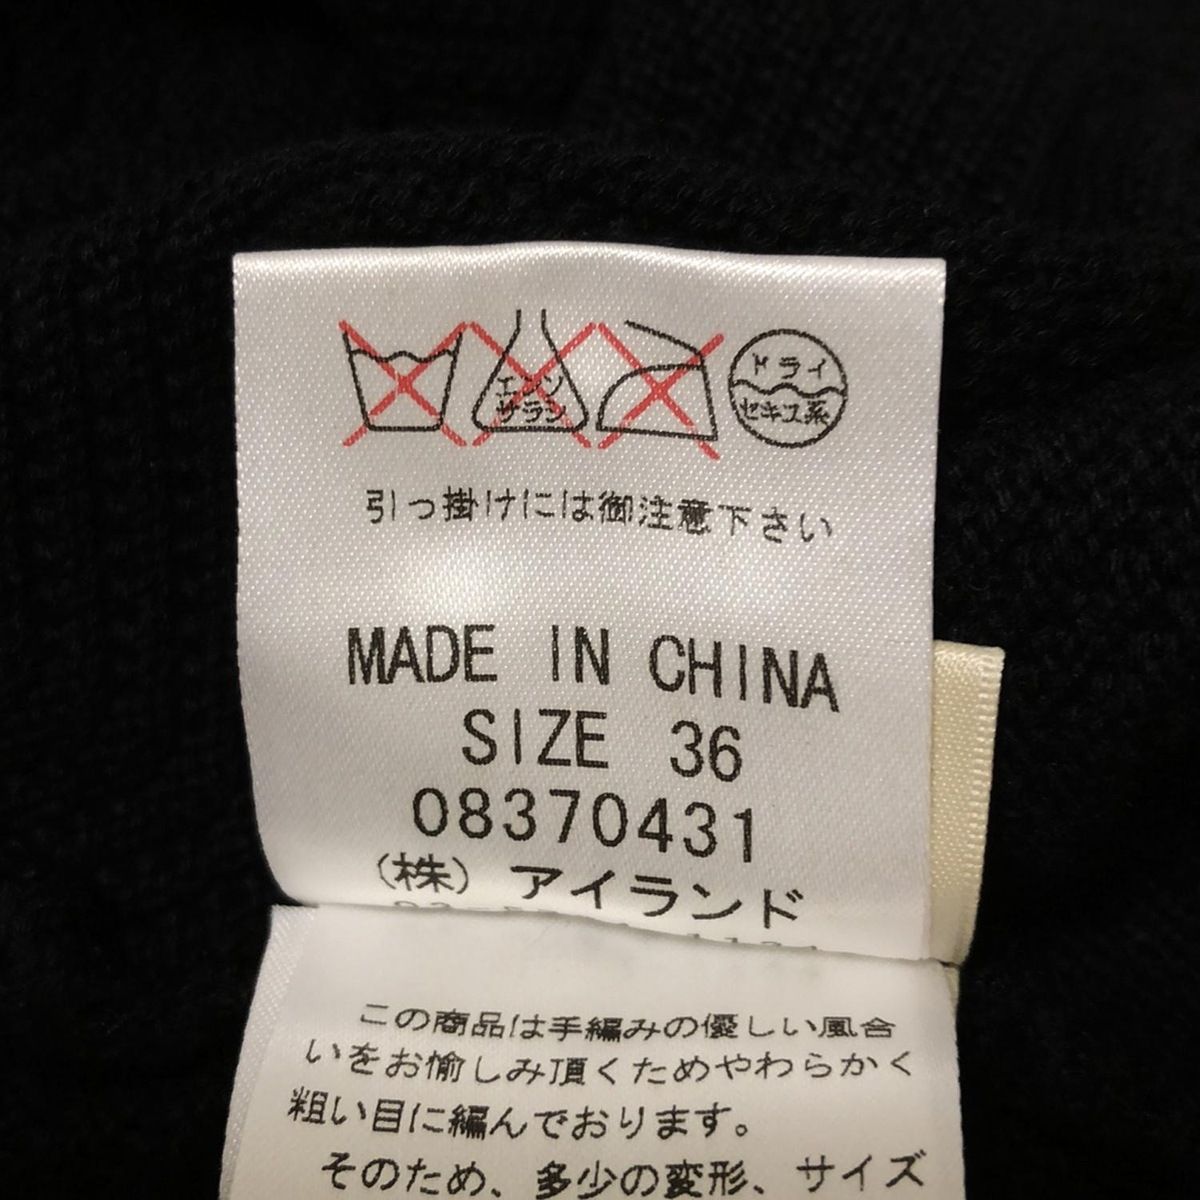 エンソ
サラシ
ドライ
セキユ系
引っ掛けには御注意下さい
MADE IN CHINA
SIZE 36
08370431
(株) アイランド
この商品は手編みの優しい風合
いをお愉しみ頂くためやわらかく
粗い目に編んでおります。
そのため、多少の変形、サイズ